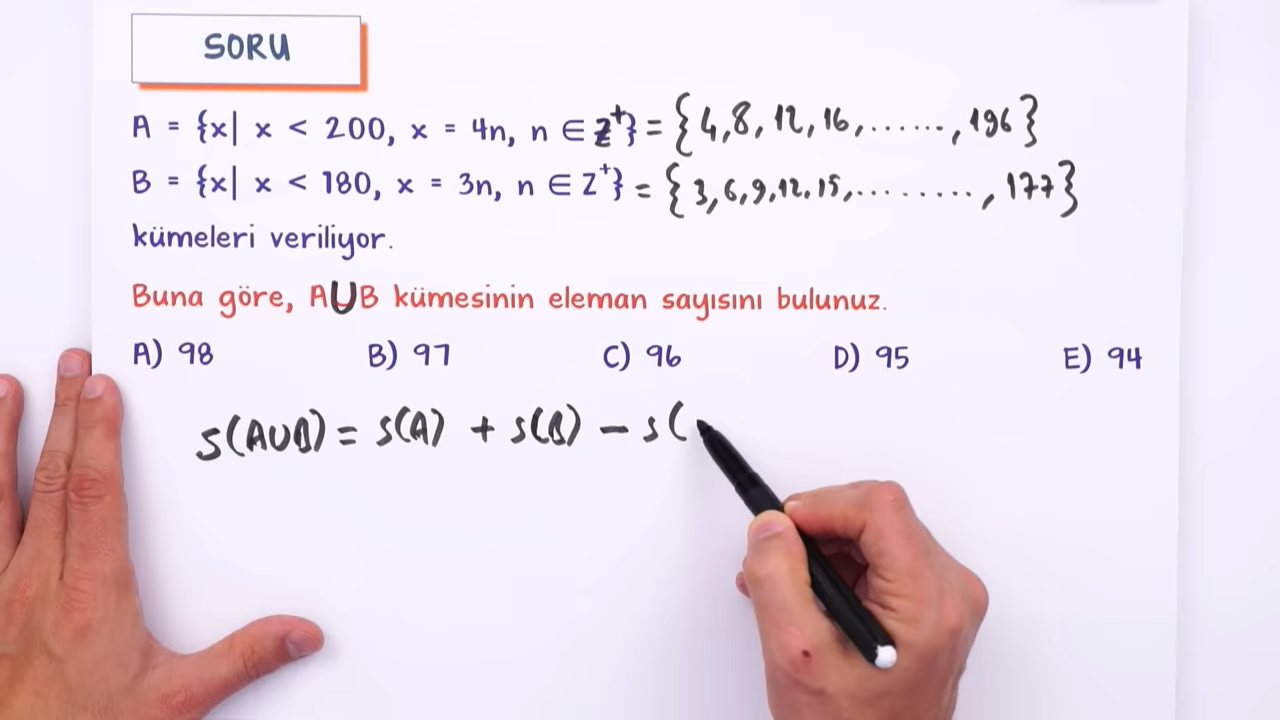 SORU
A = {x| x < 200, x = 4n, n ∈ Z⁺} = {4, 8, 12, 16, ......, 196}
B = {x| x < 180, x = 3n, n ∈ Z⁺} = {3, 6, 9, 12, 15, ........., 177}
kümeleri veriliyor.
Buna göre, A∪B kümesinin eleman sayısını bulunuz.
A) 98 B) 97 C) 96 D) 95 E) 94
s(A∪B) = s(A) + s(B) - s(